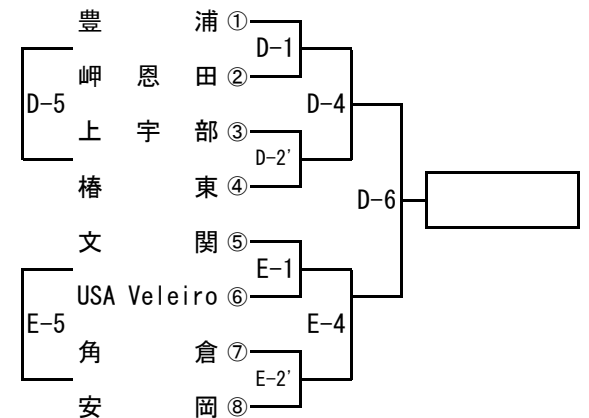 豊 浦 ①
D-1
岬 恩 田 ②
D-5 D-4
上 宇 部 ③
D-2'
椿 東 ④
D-6
文 関 ⑤
E-1
USA Veleiro ⑥
E-5 E-4
角 倉 ⑦
E-2'
安 岡 ⑧